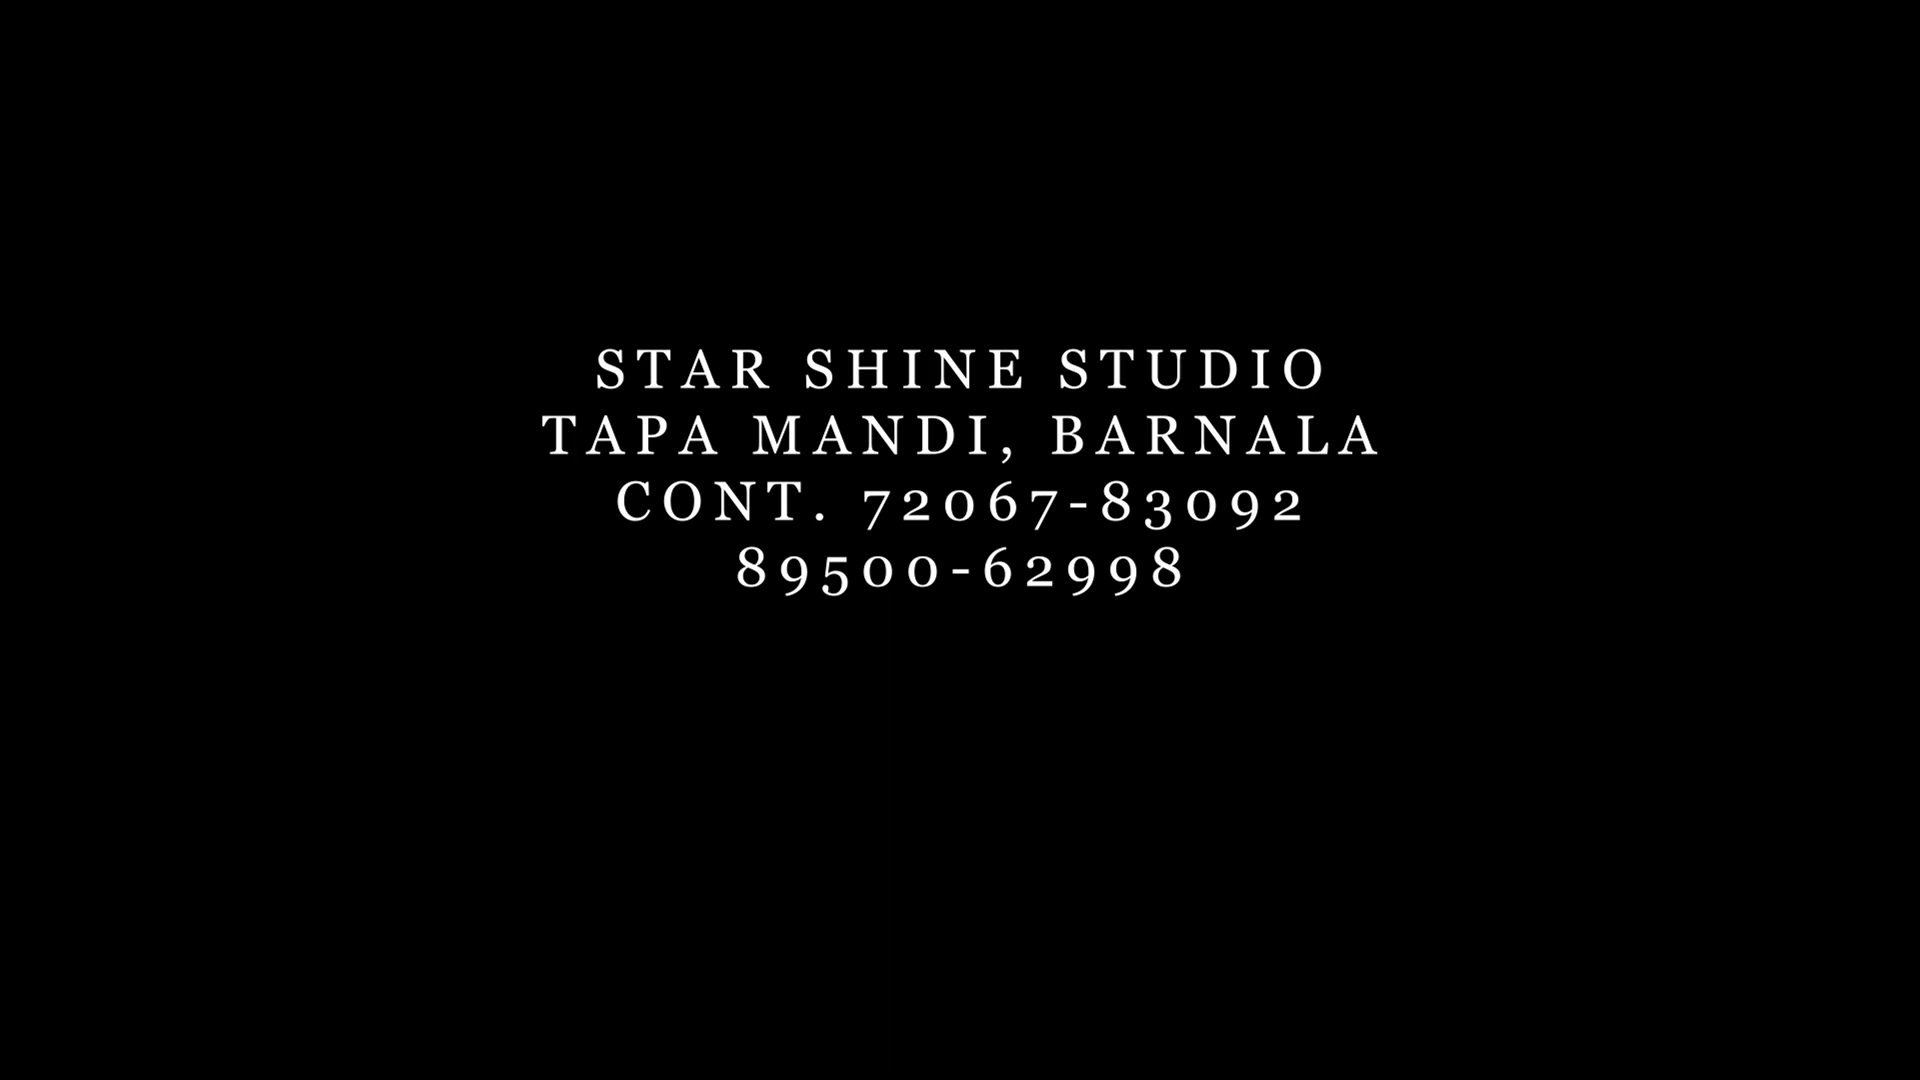 STAR SHINE STUDIO
TAPA MANDI, BARNALA
CONT. 72067-83092
89500-62998